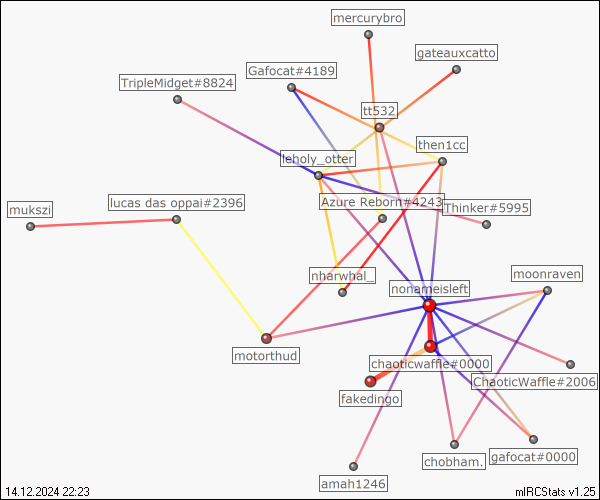 mercurybro
gateauxcatto
Gafocat#4189
TripleMidget#8824
tt532
then1cc
leholy_otter
lucas das oppai#2396
Azure Reborn#4243
Thinker#5995
mukszi
nharwhal_
moonraven
nonameisleft
motorthud
chaoticwaffle#0000
ChaoticWaffle#2006
fakedingo
gafocat#0000
chobham.
amah1246
14.12.2024 22:23
mIRCStats v1.25